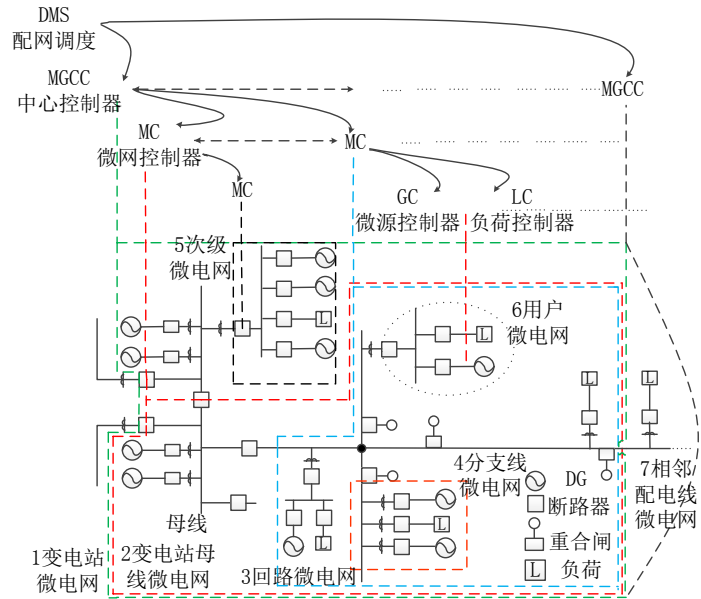 DMS
配网调度
MGCC
中心控制器
MGCC
MC
微网控制器
MC
MC
GC
微源控制器
LC
负荷控制器
5次级
微电网
L
6用户
微电网
L
L
L
4分支线
微电网
DG
断路器
重合闸
L
负荷
7相邻
配电线
微电网
L
L
母线
1变电站
微电网
2变电站母
线微电网
3回路微电网